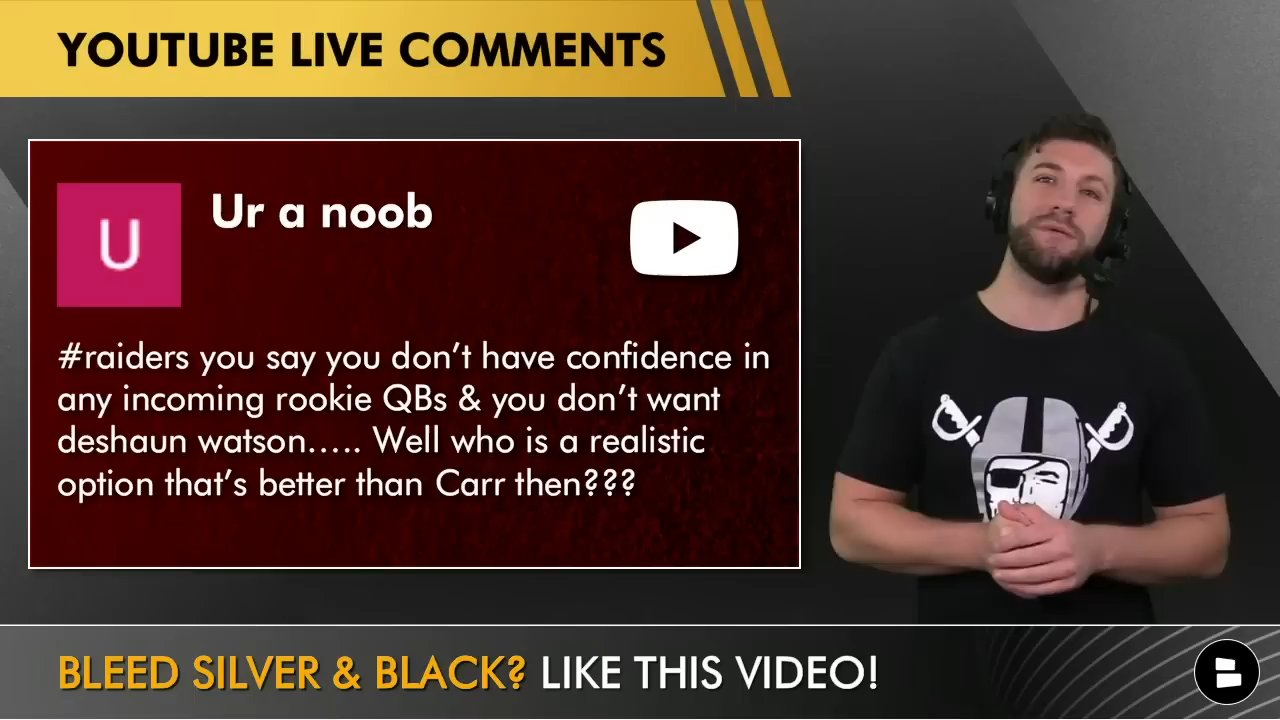 YOUTUBE LIVE COMMENTS
U
Ur a noob
#raiders you say you don't have confidence in
any incoming rookie QBs & you don't want
deshaun watson..... Well who is a realistic
option that's better than Carr then???
BLEED SILVER & BLACK? LIKE THIS VIDEO!